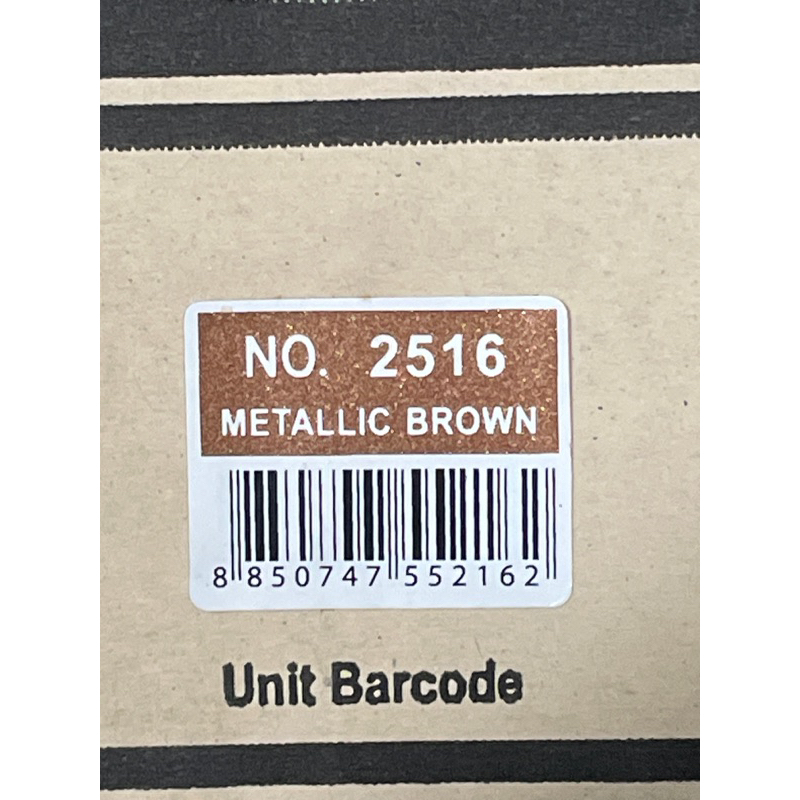 NO. 2516
METALLIC BROWN
8 850747 552162
Unit Barcode